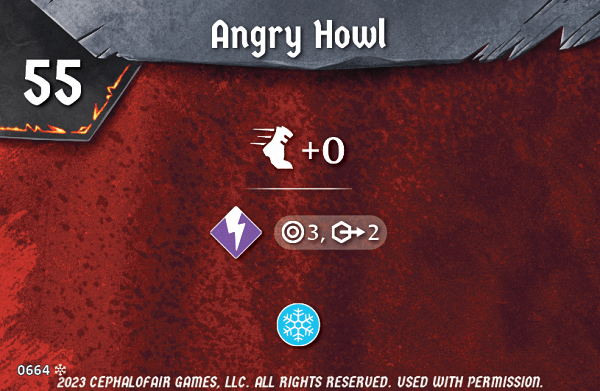 Angry Howl
55
+0
3, 2
0664
2023 CEPHALOFAIR GAMES, LLC. ALL RIGHTS RESERVED. USED WITH PERMISSION.